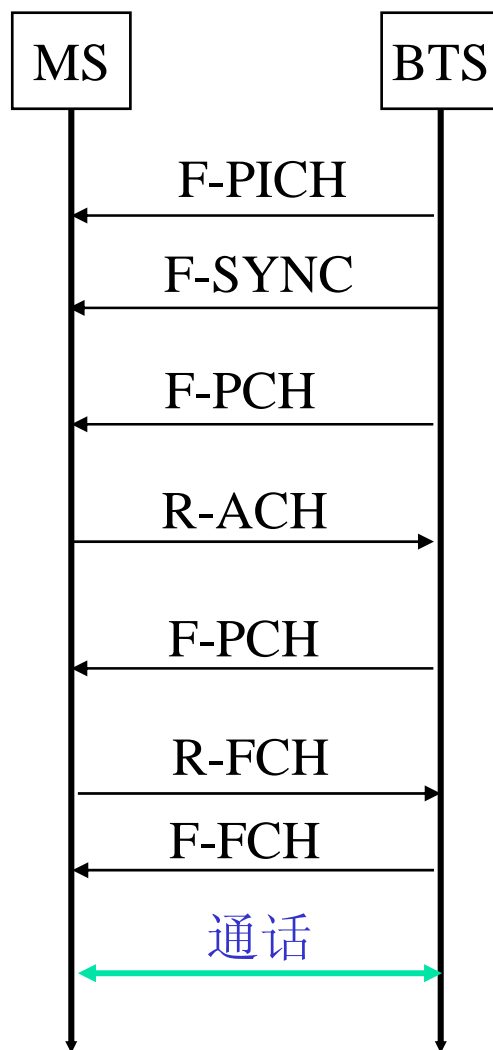 MS BTS
F-PICH
F-SYNC
F-PCH
R-ACH
F-PCH
R-FCH
F-FCH
通话